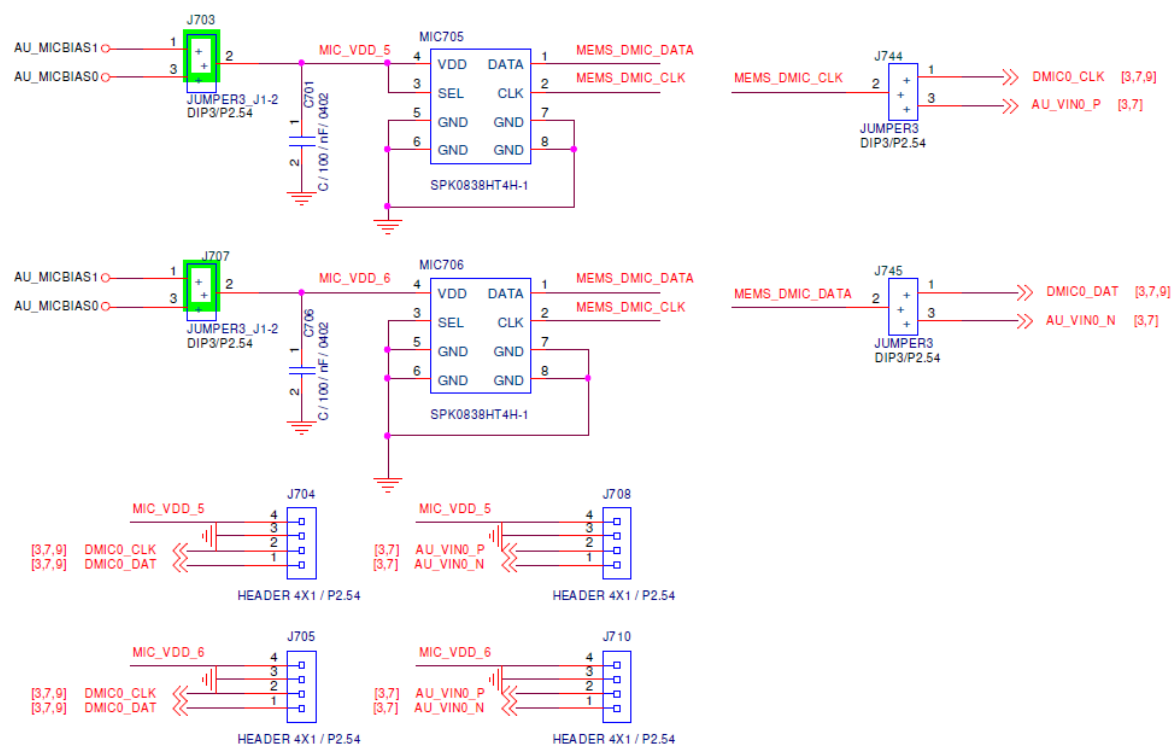 J703
AU_MICBIAS1
1
2
AU_MICBIAS0
3
JUMPER3_J1-2
DIP3/P2.54
MIC_VDD_5
C701
1
2
C / 100 / nF / 0402
MIC705
4 VDD DATA 1 MEMS_DMIC_DATA
3 SEL CLK 2 MEMS_DMIC_CLK
5 GND GND 7
6 GND GND 8
SPK0838HT4H-1
J744
MEMS_DMIC_CLK 2
1 DMIC0_CLK [3,7,9]
3 AU_VIN0_P [3,7]
JUMPER3
DIP3/P2.54
J707
AU_MICBIAS1
1
2
AU_MICBIAS0
3
JUMPER3_J1-2
DIP3/P2.54
MIC_VDD_6
C706
1
2
C / 100 / nF / 0402
MIC706
4 VDD DATA 1 MEMS_DMIC_DATA
3 SEL CLK 2 MEMS_DMIC_CLK
5 GND GND 7
6 GND GND 8
SPK0838HT4H-1
J745
MEMS_DMIC_DATA 2
1 DMIC0_DAT [3,7,9]
3 AU_VIN0_N [3,7]
JUMPER3
DIP3/P2.54
J704
MIC_VDD_5 4
3
[3,7,9] DMIC0_CLK 2
[3,7,9] DMIC0_DAT 1
HEADER 4X1 / P2.54
J708
MIC_VDD_5 4
3
[3,7] AU_VIN0_P 2
[3,7] AU_VIN0_N 1
HEADER 4X1 / P2.54
J705
MIC_VDD_6 4
3
[3,7,9] DMIC0_CLK 2
[3,7,9] DMIC0_DAT 1
HEADER 4X1 / P2.54
J710
MIC_VDD_6 4
3
[3,7] AU_VIN0_P 2
[3,7] AU_VIN0_N 1
HEADER 4X1 / P2.54